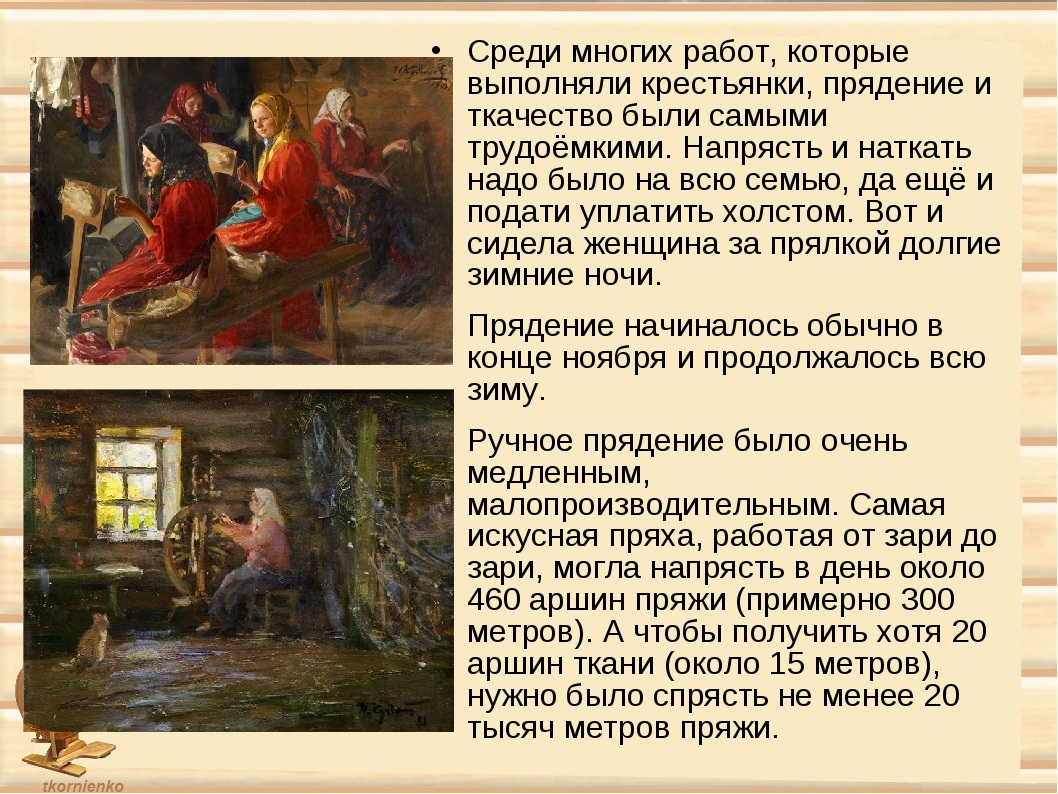 • Среди многих работ, которые
выполняли крестьянки, прядение и
ткачество были самыми
трудоёмкими. Напрясть и наткать
надо было на всю семью, да ещё и
подати уплатить холстом. Вот и
сидела женщина за прялкой долгие
зимние ночи.
Прядение начиналось обычно в
конце ноября и продолжалось всю
зиму.
Ручное прядение было очень
медленным,
малопроизводительным. Самая
искусная пряха, работая от зари до
зари, могла напрясть в день около
460 аршин пряжи (примерно 300
метров). А чтобы получить хотя 20
аршин ткани (около 15 метров),
нужно было спрясть не менее 20
тысяч метров пряжи.
tkornienko